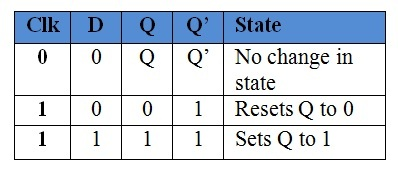 Clk D Q Q’ State
0 0 Q Q’ No change in
state
1 0 0 1 Resets Q to 0
1 1 1 1 Sets Q to 1